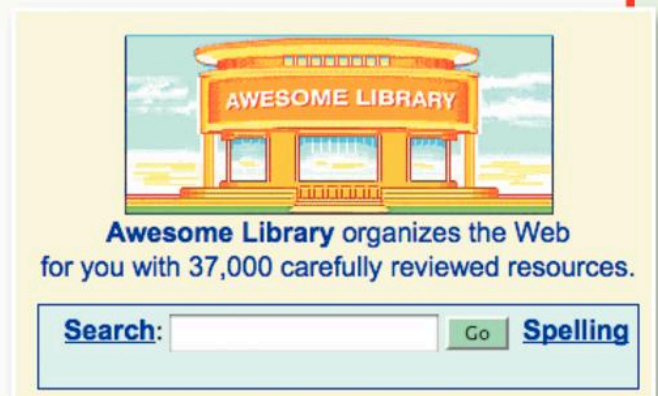 AWESOME LIBRARY
Awesome Library organizes the Web
for you with 37,000 carefully reviewed resources.
Search: Go Spelling